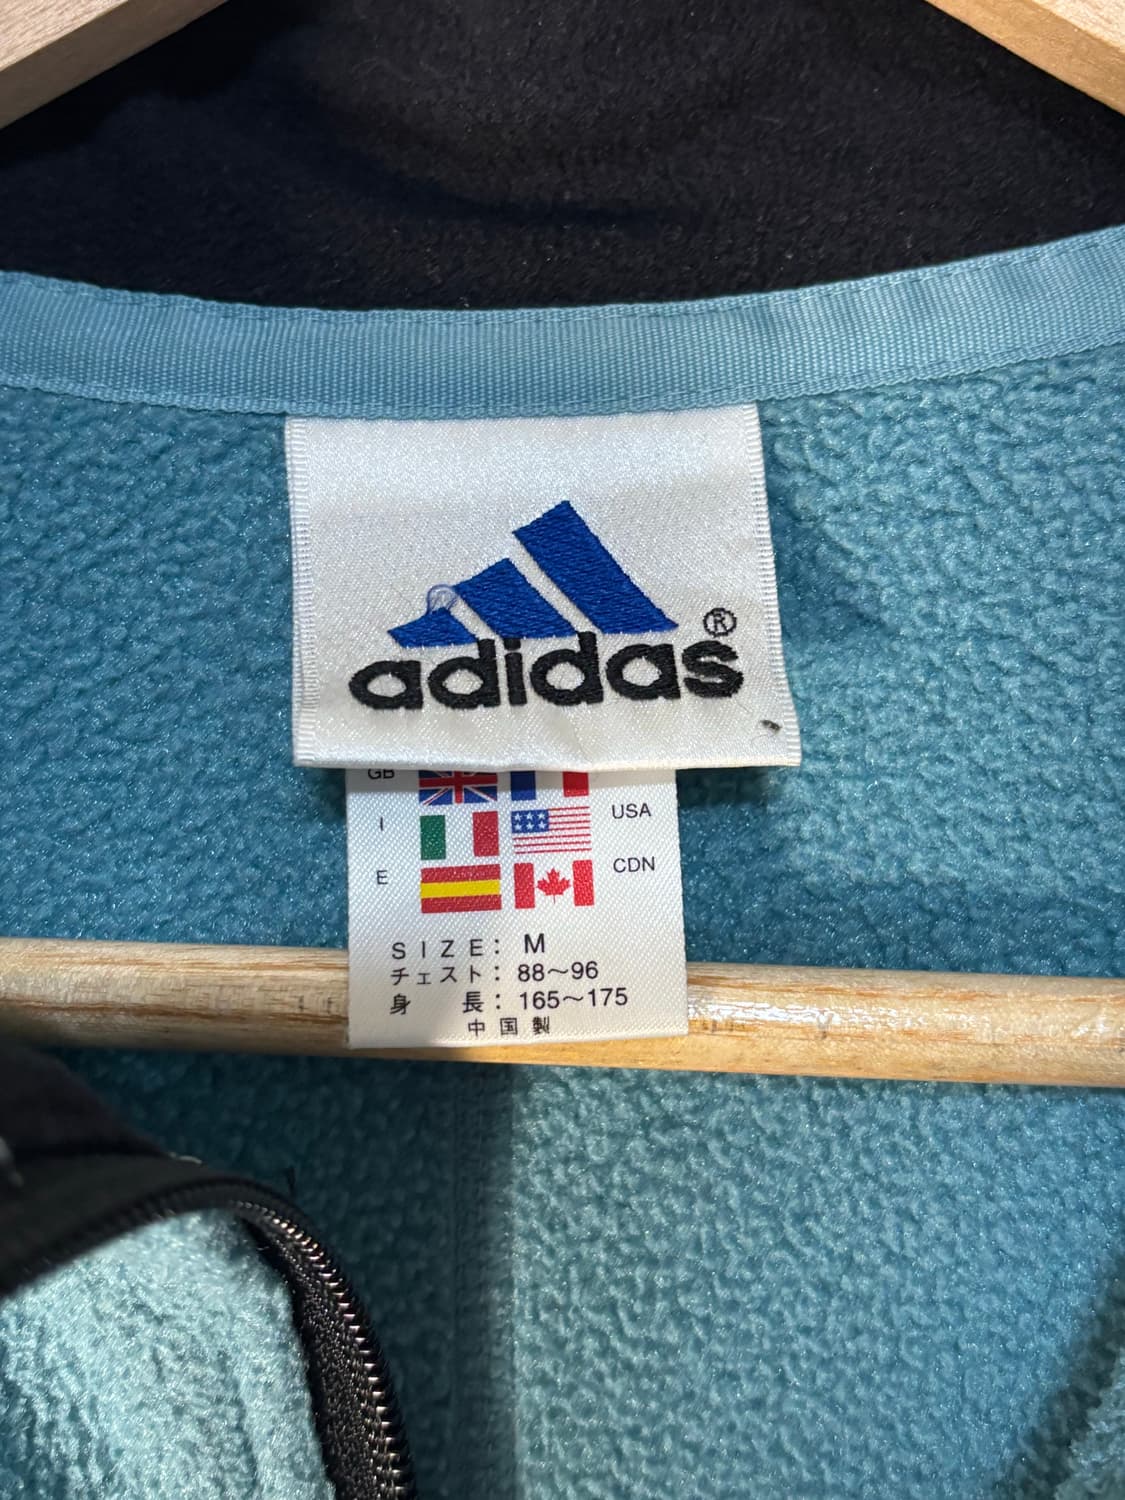 adidas®
GB
I USA
E CDN
SIZE: M
チェスト: 88〜96
身 長: 165〜175
中国製